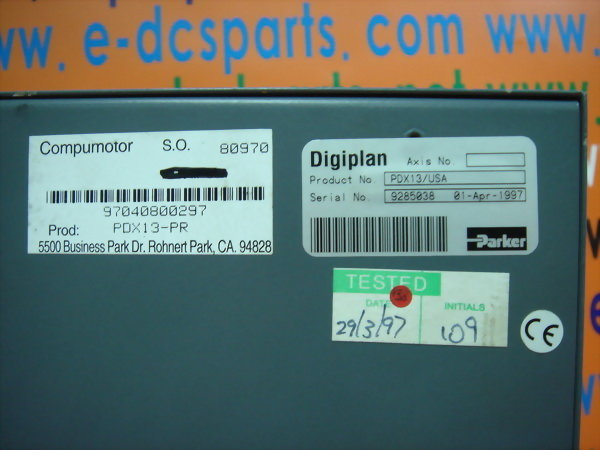 www. e-dcsparts. com www.
Compumotor S.O. 80970
97040800297
Prod: PDX13-PR
5500 Business Park Dr. Rohnert Park, CA. 94828
Digiplan Axis No.
Product No. PDX13/USA
Serial No. 9285038 01-Apr-1997
Parker
TESTED
DATE INITIALS
29/3/97 109
CE